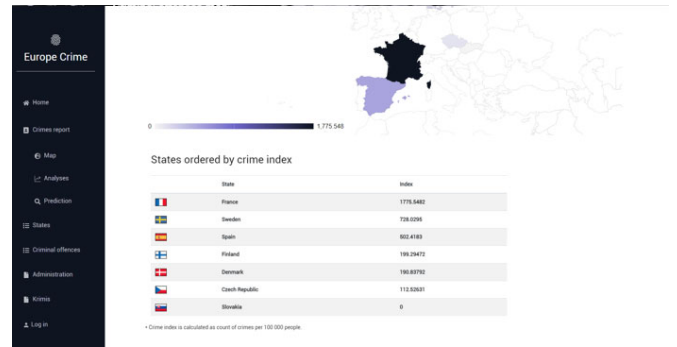 Europe Crime
Home
Crimes report
Map
Analyses
Prediction
States
Criminal offences
Administration
Krimis
Log in
0 1,775.548
States ordered by crime index
State Index
France 1775.5482
Sweden 728.0295
Spain 502.4183
Finland 199.29472
Denmark 190.83792
Czech Republic 112.52631
Slovakia 0
* Crime index is calculated as count of crimes per 100 000 people.